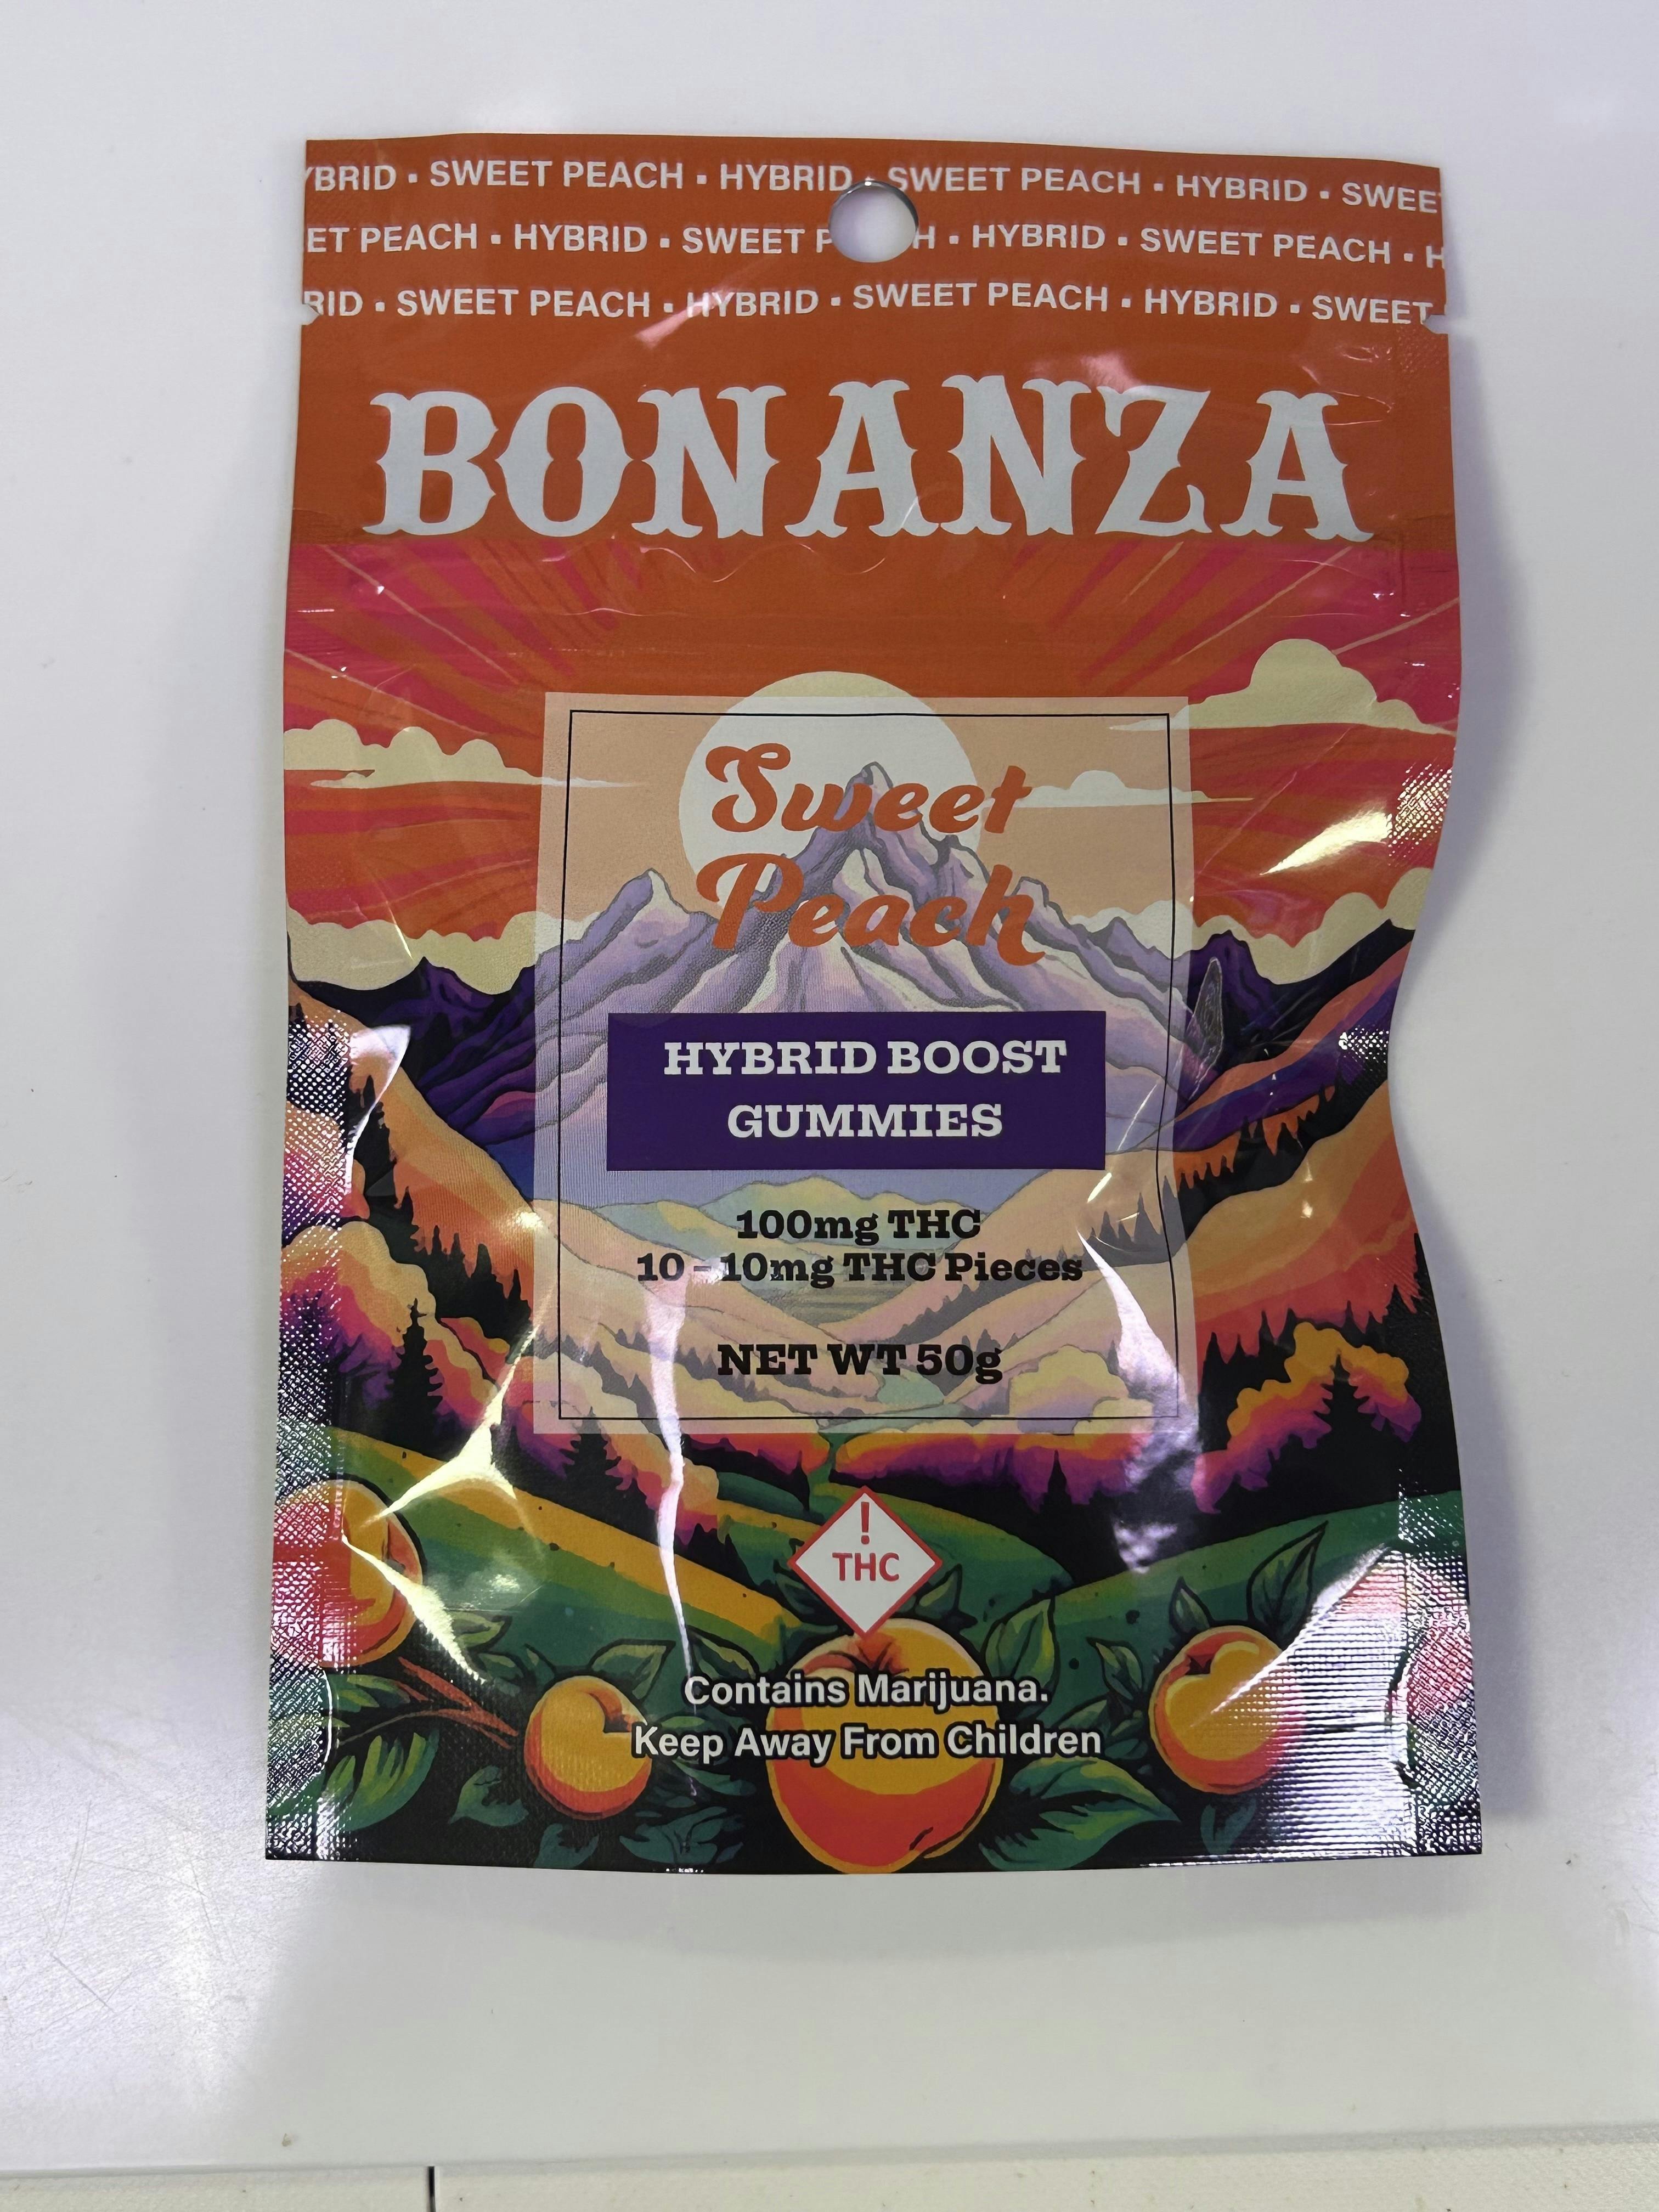 YBRID ▪ SWEET PEACH ▪ HYBRID ▪ SWEET PEACH ▪ HYBRID ▪ SWEET
ET PEACH ▪ HYBRID ▪ SWEET P H ▪ HYBRID ▪ SWEET PEACH ▪ H
RID ▪ SWEET PEACH ▪ HYBRID ▪ SWEET PEACH ▪ HYBRID ▪ SWEET
BONANZA
Sweet
Peach
HYBRID BOOST
GUMMIES
100mg THC
10 - 10mg THC Pieces
NET WT 50g
!
THC
Contains Marijuana.
Keep Away From Children